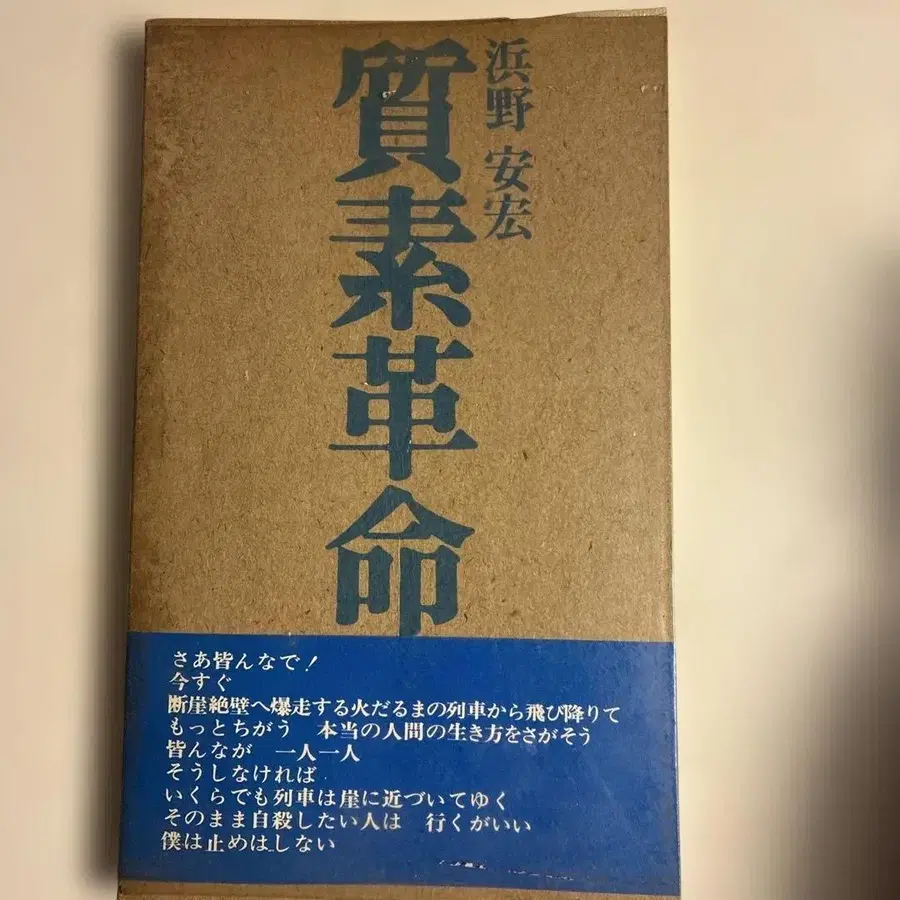 浜野 安宏
質素革命
さあ皆んなで!
今すぐ
断崖絶壁へ爆走する火だるまの列車から飛び降りて
もっとちがう 本当の人間の生き方をさがそう
皆んなが 一人一人
そうしなければ
いくらでも列車は崖に近づいてゆく
そのまま自殺したい人は 行くがいい
僕は止めはしない